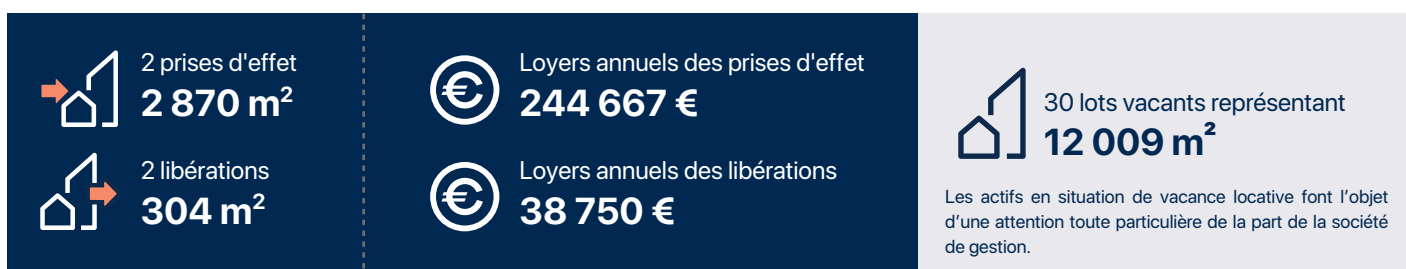 2 prises d'effet
2 870 m²
2 libérations
304 m²
€
Loyers annuels des prises d'effet
244 667 €
€
Loyers annuels des libérations
38 750 €
30 lots vacants représentant
12 009 m²
Les actifs en situation de vacance locative font l’objet
d’une attention toute particulière de la part de la société
de gestion.